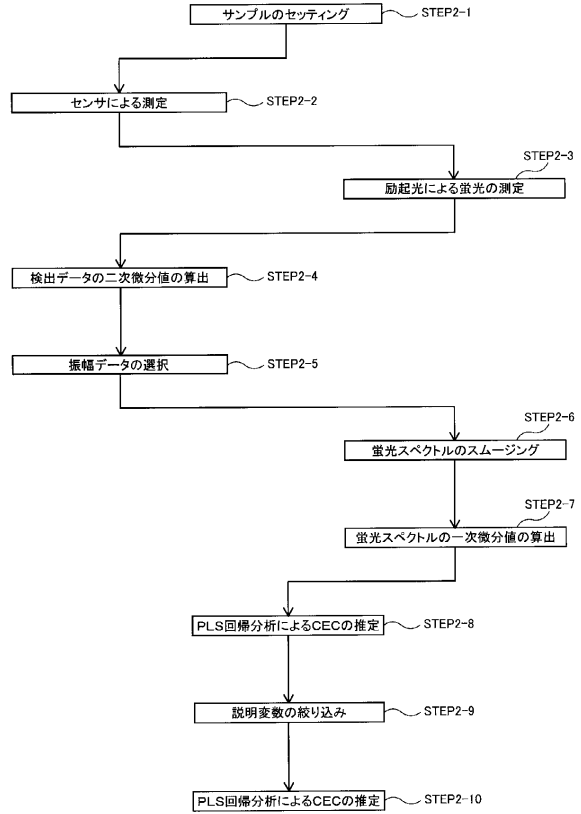 サンプルのセッティング STEP2-1
センサによる測定 STEP2-2
STEP2-3
励起光による蛍光の測定
検出データの二次微分値の算出 STEP2-4
振幅データの選択 STEP2-5
STEP2-6
蛍光スペクトルのスムージング
STEP2-7
蛍光スペクトルの一次微分値の算出
PLS回帰分析によるCECの推定 STEP2-8
説明変数の絞り込み STEP2-9
PLS回帰分析によるCECの推定 STEP2-10